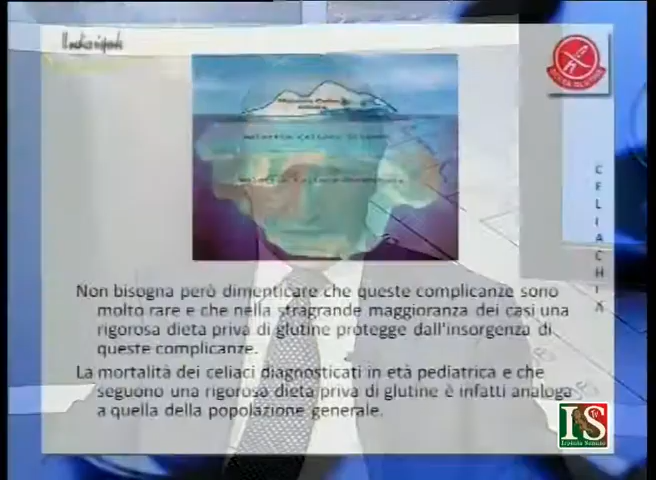 CELIACHIA
Non bisogna però dimenticare che queste complicanze sono
molto rare e che nella stragrande maggioranza dei casi una
rigorosa dieta priva di glutine protegge dall'insorgenza di
queste complicanze.
La mortalità dei celiaci diagnosticati in età pediatrica e che
seguono una rigorosa dieta priva di glutine è infatti analoga
a quella della popolazione generale.
TV
IS